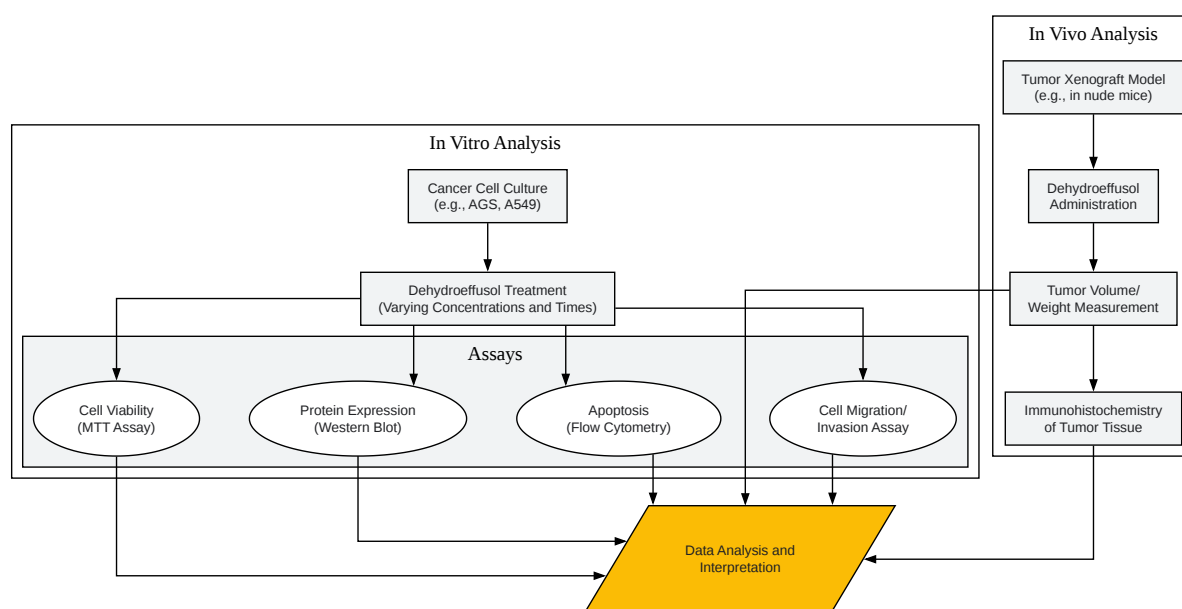 In Vivo Analysis
Tumor Xenograft Model
(e.g., in nude mice)
Dehydroeffusol
Administration
Tumor Volume/
Weight Measurement
Immunohistochemistry
of Tumor Tissue
In Vitro Analysis
Cancer Cell Culture
(e.g., AGS, A549)
Dehydroeffusol Treatment
(Varying Concentrations and Times)
Assays
Cell Viability
(MTT Assay)
Protein Expression
(Western Blot)
Apoptosis
(Flow Cytometry)
Cell Migration/
Invasion Assay
Data Analysis and
Interpretation